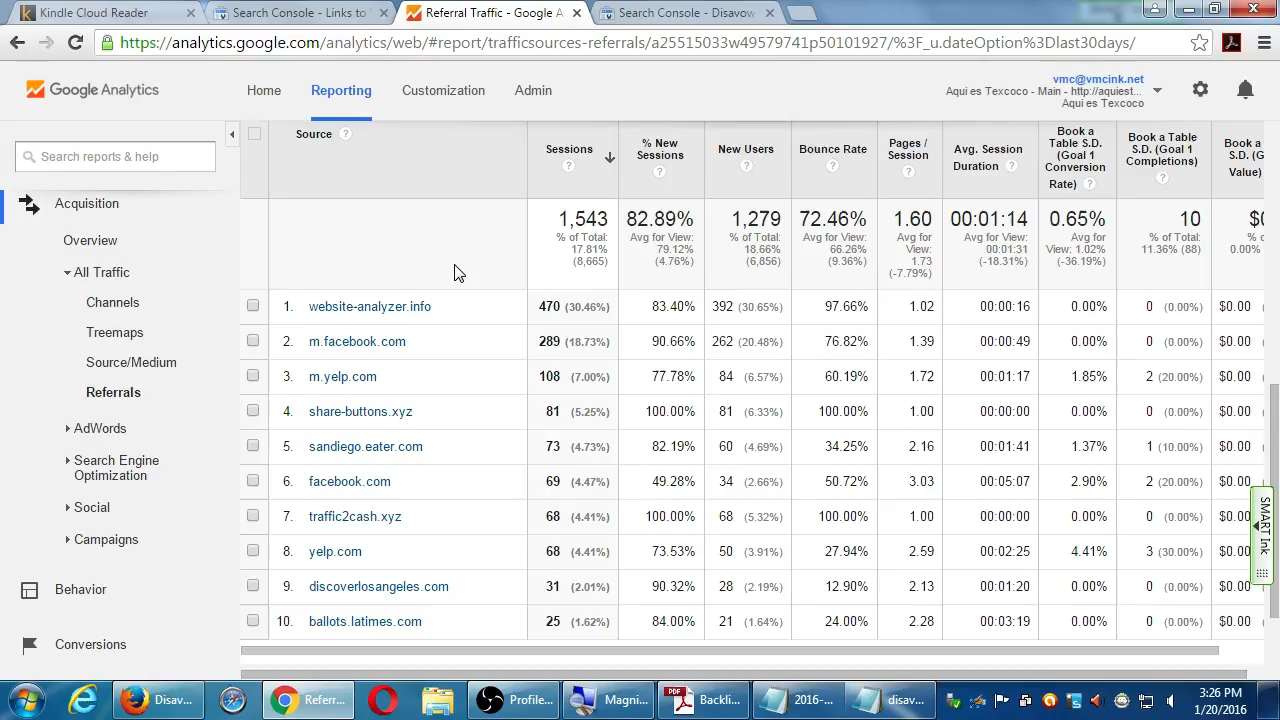 Kindle Cloud Reader
Search Console - Links to
Referral Traffic - Google A
Search Console - Disavow
https://analytics.google.com/analytics/web/#report/trafficsources-referrals/a25515033w49579741p50101927/%3F_u.dateOption%3Dlast30days/
Google Analytics
Home
Reporting
Customization
Admin
vmc@vmcink.net
Aqui es Texcoco - Main - http://aquiest...
Aqui es Texcoco
Search reports & help
Acquisition
Overview
All Traffic
Channels
Treemaps
Source/Medium
Referrals
AdWords
Search Engine
Optimization
Social
Campaigns
Behavior
Conversions
Source ?
Sessions ?
% New
Sessions
?
New Users
?
Bounce Rate
?
Pages /
Session
?
Avg. Session
Duration ?
Book a
Table S.D.
(Goal 1
Conversion
Rate) ?
Book a Table
S.D. (Goal 1
Completions)
?
Book a
S.D. (G
Value)
1,543
% of Total:
17.81%
(8,665)
82.89%
Avg for View:
79.12%
(4.76%)
1,279
% of Total:
18.66%
(6,856)
72.46%
Avg for View:
66.26%
(9.36%)
1.60
Avg for
View:
1.73
(-7.79%)
00:01:14
Avg for View:
00:01:31
(-18.31%)
0.65%
Avg for
View: 1.02%
(-36.19%)
10
% of Total:
11.36% (88)
$0
0.00%
1. website-analyzer.info 470 (30.46%) 83.40% 392 (30.65%) 97.66% 1.02 00:00:16 0.00% 0 (0.00%) $0.00
2. m.facebook.com 289 (18.73%) 90.66% 262 (20.48%) 76.82% 1.39 00:00:49 0.00% 0 (0.00%) $0.00
3. m.yelp.com 108 (7.00%) 77.78% 84 (6.57%) 60.19% 1.72 00:01:17 1.85% 2 (20.00%) $0.00
4. share-buttons.xyz 81 (5.25%) 100.00% 81 (6.33%) 100.00% 1.00 00:00:00 0.00% 0 (0.00%) $0.00
5. sandiego.eater.com 73 (4.73%) 82.19% 60 (4.69%) 34.25% 2.16 00:01:41 1.37% 1 (10.00%) $0.00
6. facebook.com 69 (4.47%) 49.28% 34 (2.66%) 50.72% 3.03 00:05:07 2.90% 2 (20.00%) $0.00
7. traffic2cash.xyz 68 (4.41%) 100.00% 68 (5.32%) 100.00% 1.00 00:00:00 0.00% 0 (0.00%) $0.00
8. yelp.com 68 (4.41%) 73.53% 50 (3.91%) 27.94% 2.59 00:02:25 4.41% 3 (30.00%) $0.00
9. discoverlosangeles.com 31 (2.01%) 90.32% 28 (2.19%) 12.90% 2.13 00:01:20 0.00% 0 (0.00%) $0.00
10. ballots.latimes.com 25 (1.62%) 84.00% 21 (1.64%) 24.00% 2.28 00:03:19 0.00% 0 (0.00%) $0.00
SMART Ink
Disav...
Referr...
Profile...
Magni...
PDF
Backli...
2016-...
disav...
3:26 PM
1/20/2016